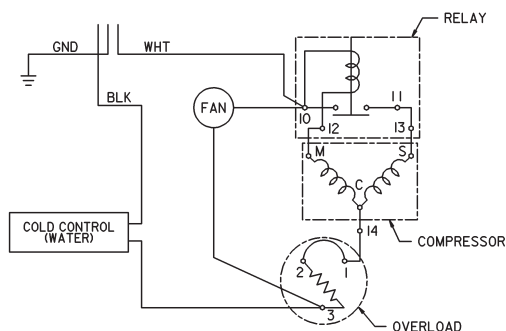 RELAY
GND
WHT
BLK
FAN
10
11
12
13
M
S
C
COLD CONTROL
(WATER)
14
COMPRESSOR
2
1
3
OVERLOAD